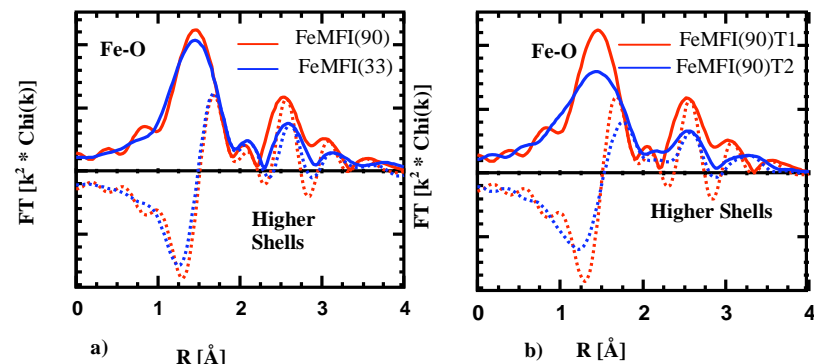 Fe-O
FeMFI(90)
FeMFI(33)
FT [k² * Chi(k)]
Higher
Shells
0 1 2 3 4
a)
R [Å]
Fe-O
FeMFI(90)T1
FeMFI(90)T2
FT [k² * Chi(k)]
Higher Shells
0 1 2 3 4
b) R [Å]